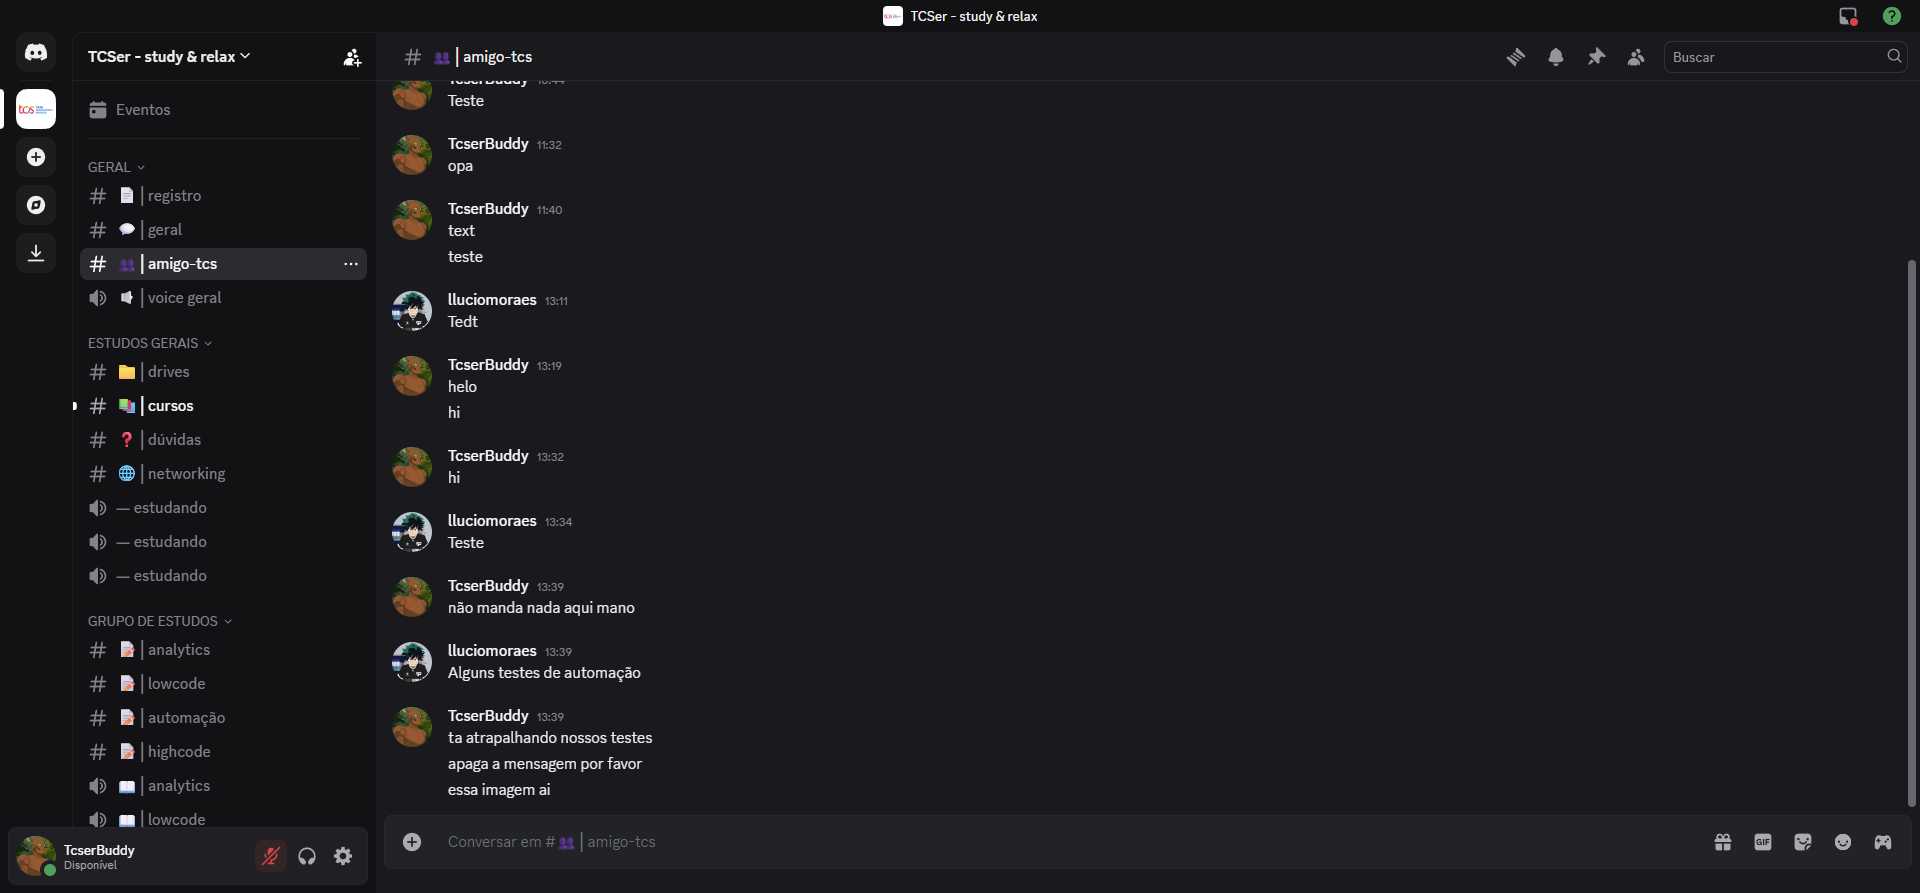 TCSer - study & relax
TCSer - study & relax
Eventos
GERAL
# | registro
# | geral
# | amigo-tcs
| voice geral
ESTUDOS GERAIS
# | drives
# | cursos
# | dúvidas
# | networking
— estudando
— estudando
— estudando
GRUPO DE ESTUDOS
# | analytics
# | lowcode
# | automação
# | highcode
| analytics
| lowcode
TcserBuddy
Disponível
# | amigo-tcs
Buscar
TcserBuddy 10:44
Teste
TcserBuddy 11:32
opa
TcserBuddy 11:40
text
teste
lluciomoraes 13:11
Tedt
TcserBuddy 13:19
helo
hi
TcserBuddy 13:32
hi
lluciomoraes 13:34
Teste
TcserBuddy 13:39
não manda nada aqui mano
lluciomoraes 13:39
Alguns testes de automação
TcserBuddy 13:39
ta atrapalhando nossos testes
apaga a mensagem por favor
essa imagem ai
Conversar em # | amigo-tcs
GIF